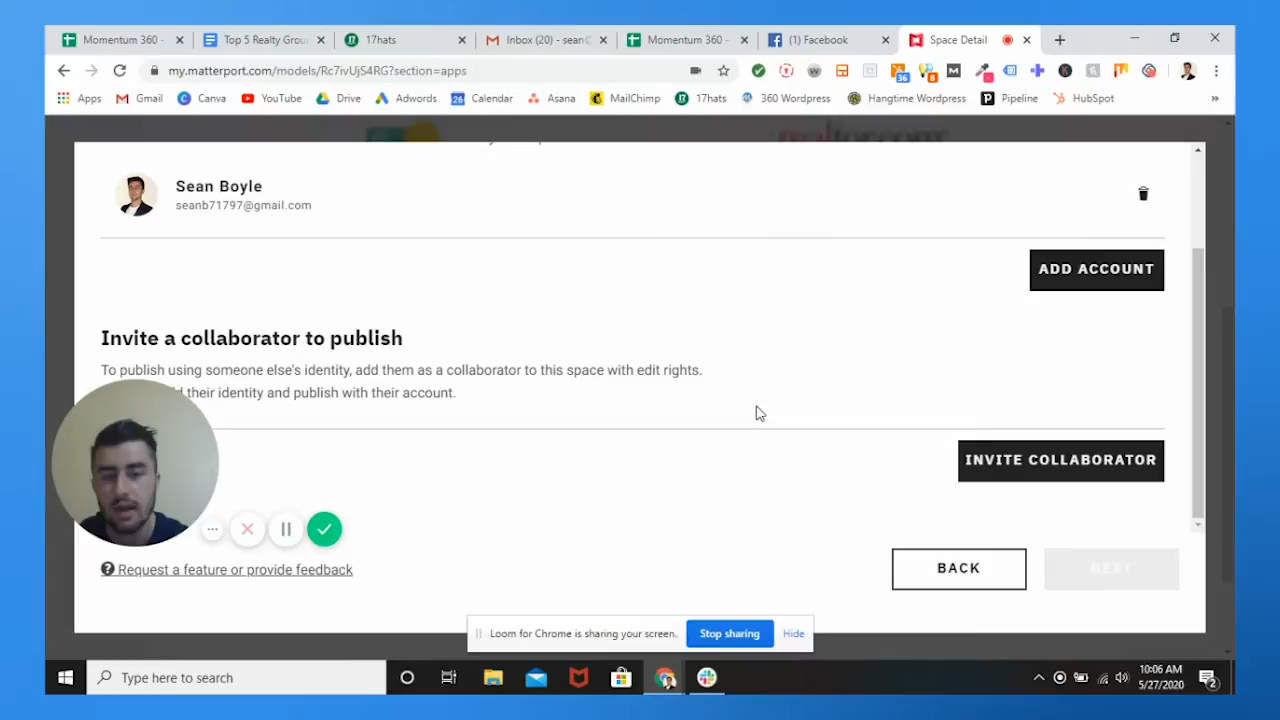 Momentum 360 -
Top 5 Realty Grou
17hats
Inbox (20) - sean@
Momentum 360 -
(1) Facebook
Space Detail
my.matterport.com/models/Rc7ivUjS4RG?section=apps
36
8
Apps
Gmail
Canva
YouTube
Drive
Adwords
26 Calendar
Asana
MailChimp
17hats
360 Wordpress
Hangtime Wordpress
Pipeline
HubSpot
»
Sean Boyle
seanb71797@gmail.com
ADD ACCOUNT
Invite a collaborator to publish
To publish using someone else's identity, add them as a collaborator to this space with edit rights.
their identity and publish with their account.
INVITE COLLABORATOR
Request a feature or provide feedback
BACK
NEXT
Loom for Chrome is sharing your screen.
Stop sharing
Hide
Type here to search
10:06 AM
5/27/2020
2